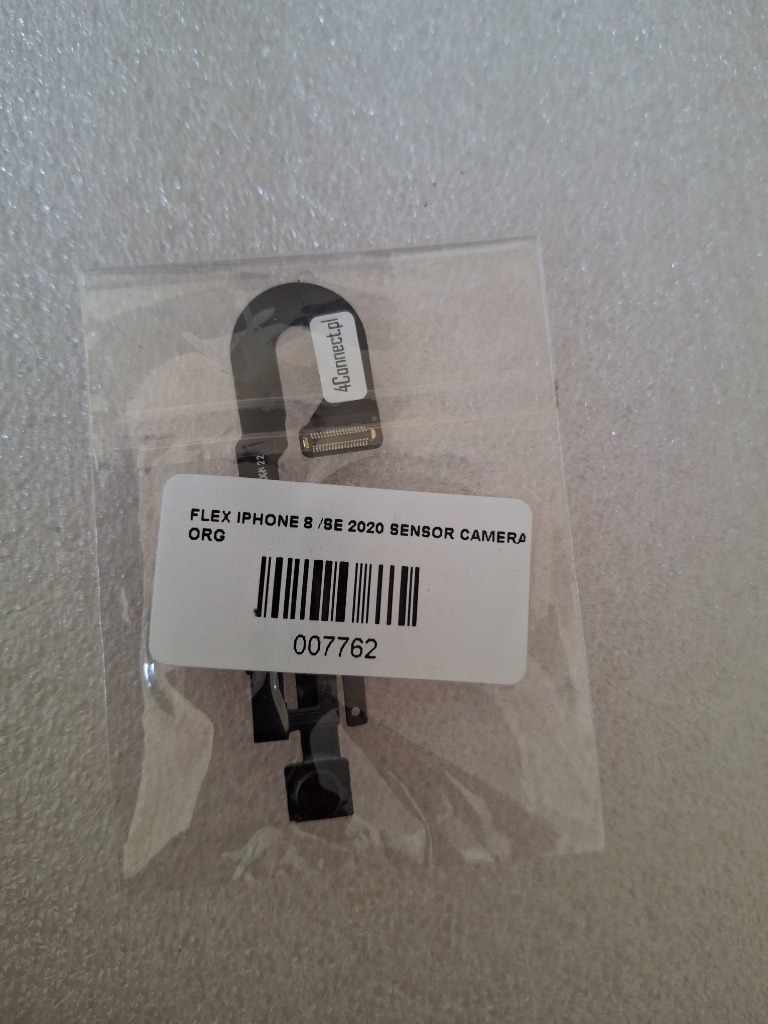 4Connect.pl
FLEX IPHONE 8 /SE 2020 SENSOR CAMERA
ORG
007762